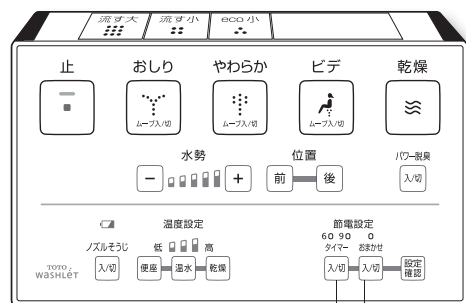 流す大 流す小 eco小
止 おしり やわらか ビデ 乾燥
ムーブ入/切 ムーブ入/切 ムーブ入/切
水勢 位置 パワー脱臭
− + 前 後 入/切
温度設定 節電設定
60 90 0
ノズルそうじ 低 高 タイマー おまかせ
TOTO WASHLET 入/切 便座 温水 乾燥 入/切 入/切 設定確認